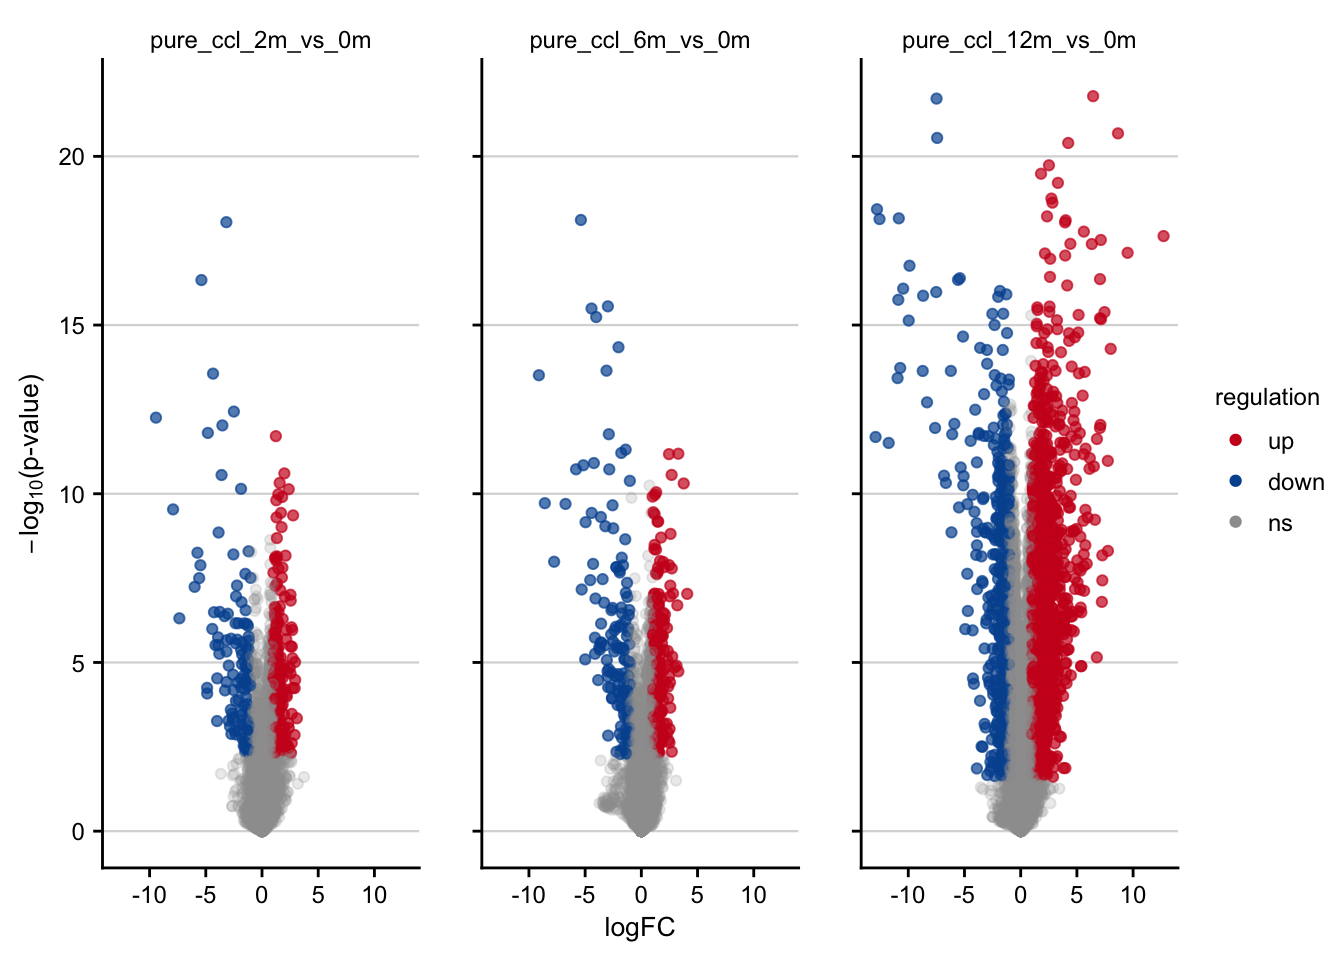 pure_ccl_2m_vs_0m
pure_ccl_6m_vs_0m
pure_ccl_12m_vs_0m
−log₁₀(p-value)
20
15
10
5
0
-10 -5 0 5 10
-10 -5 0 5 10
-10 -5 0 5 10
logFC
regulation
up
down
ns